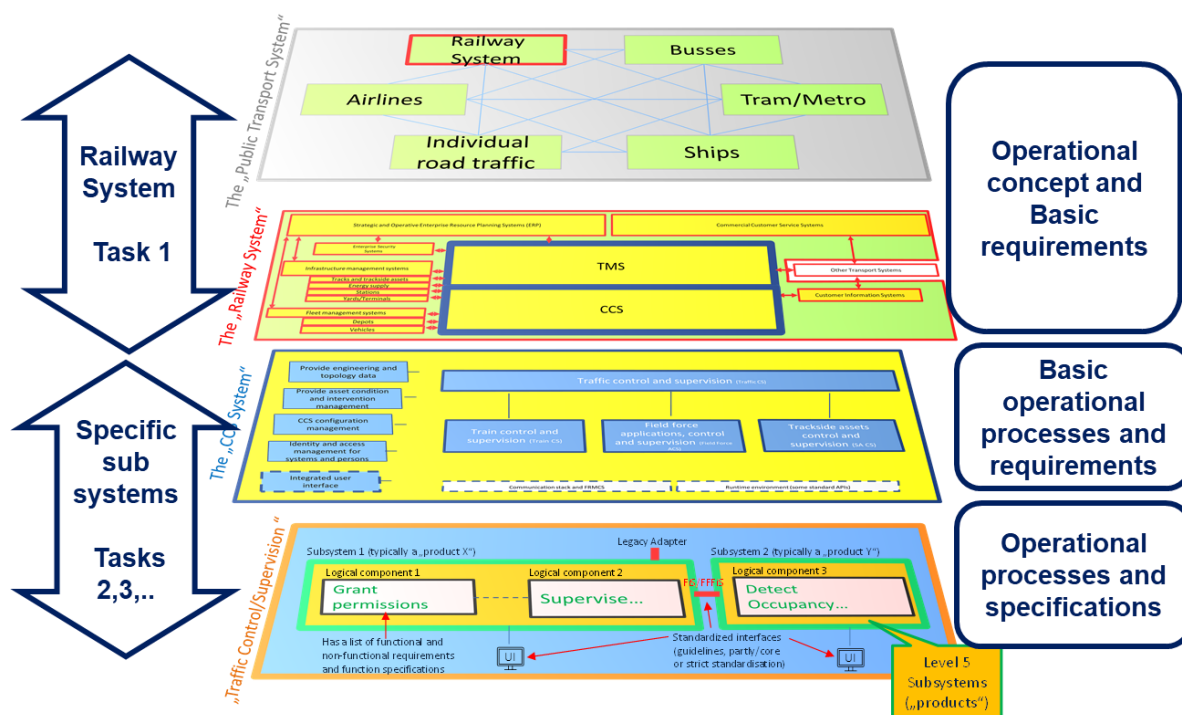 The „Public Transport System“
Railway
System
Busses
Airlines
Tram/Metro
Individual
road traffic
Ships
Railway
System
Task 1
Operational
concept and
Basic
requirements
The „Railway System“
Strategic and Operative Enterprise Resource Planning Systems (ERP)
Commercial Customer Service Systems
Enterprise Security
Systems
Infrastructure management systems
Tracks and trackside assets
Energy supply
Stations
Yards/Terminals
Fleet management systems
Depots
Vehicles
TMS
CCS
Other Transport Systems
Customer Information Systems
The „CCS System“
Provide engineering and
topology data
Provide asset condition
and intervention
management
CCS configuration
management
Identity and access
management for
systems and persons
Integrated user
interface
Traffic control and supervision (Traffic CS)
Train control and
supervision (Train CS)
Field force
applications, control
and supervision (Field Force
ACS)
Trackside assets
control and
supervision (SA CS)
Communication stack and FRMCS
Runtime environment (some standard APIs)
Specific
sub
systems
Tasks
2,3,..
Basic
operational
processes and
requirements
„Traffic Control/Supervision“
Subsystem 1 (typically a „product X“)
Legacy Adapter
Subsystem 2 (typically a „product Y“)
Logical component 1
Grant
permissions
Logical component 2
Supervise...
FIS/FFFIS
Logical component 3
Detect
Occupancy...
Has a list of functional and
non-functional requirements
and function specifications
UI
Standardized interfaces
(guidelines, partly/core
or strict standardisation)
UI
Level 5
Subsystems
(„products“)
Operational
processes and
specifications